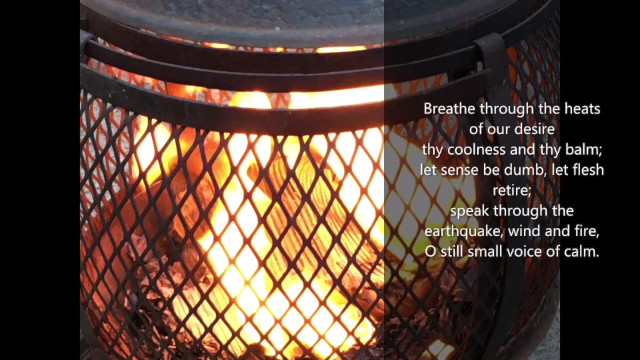 Breathe through the heats
of our desire
thy coolness and thy balm;
let sense be dumb, let flesh
retire;
speak through the
earthquake, wind and fire,
O still small voice of calm.